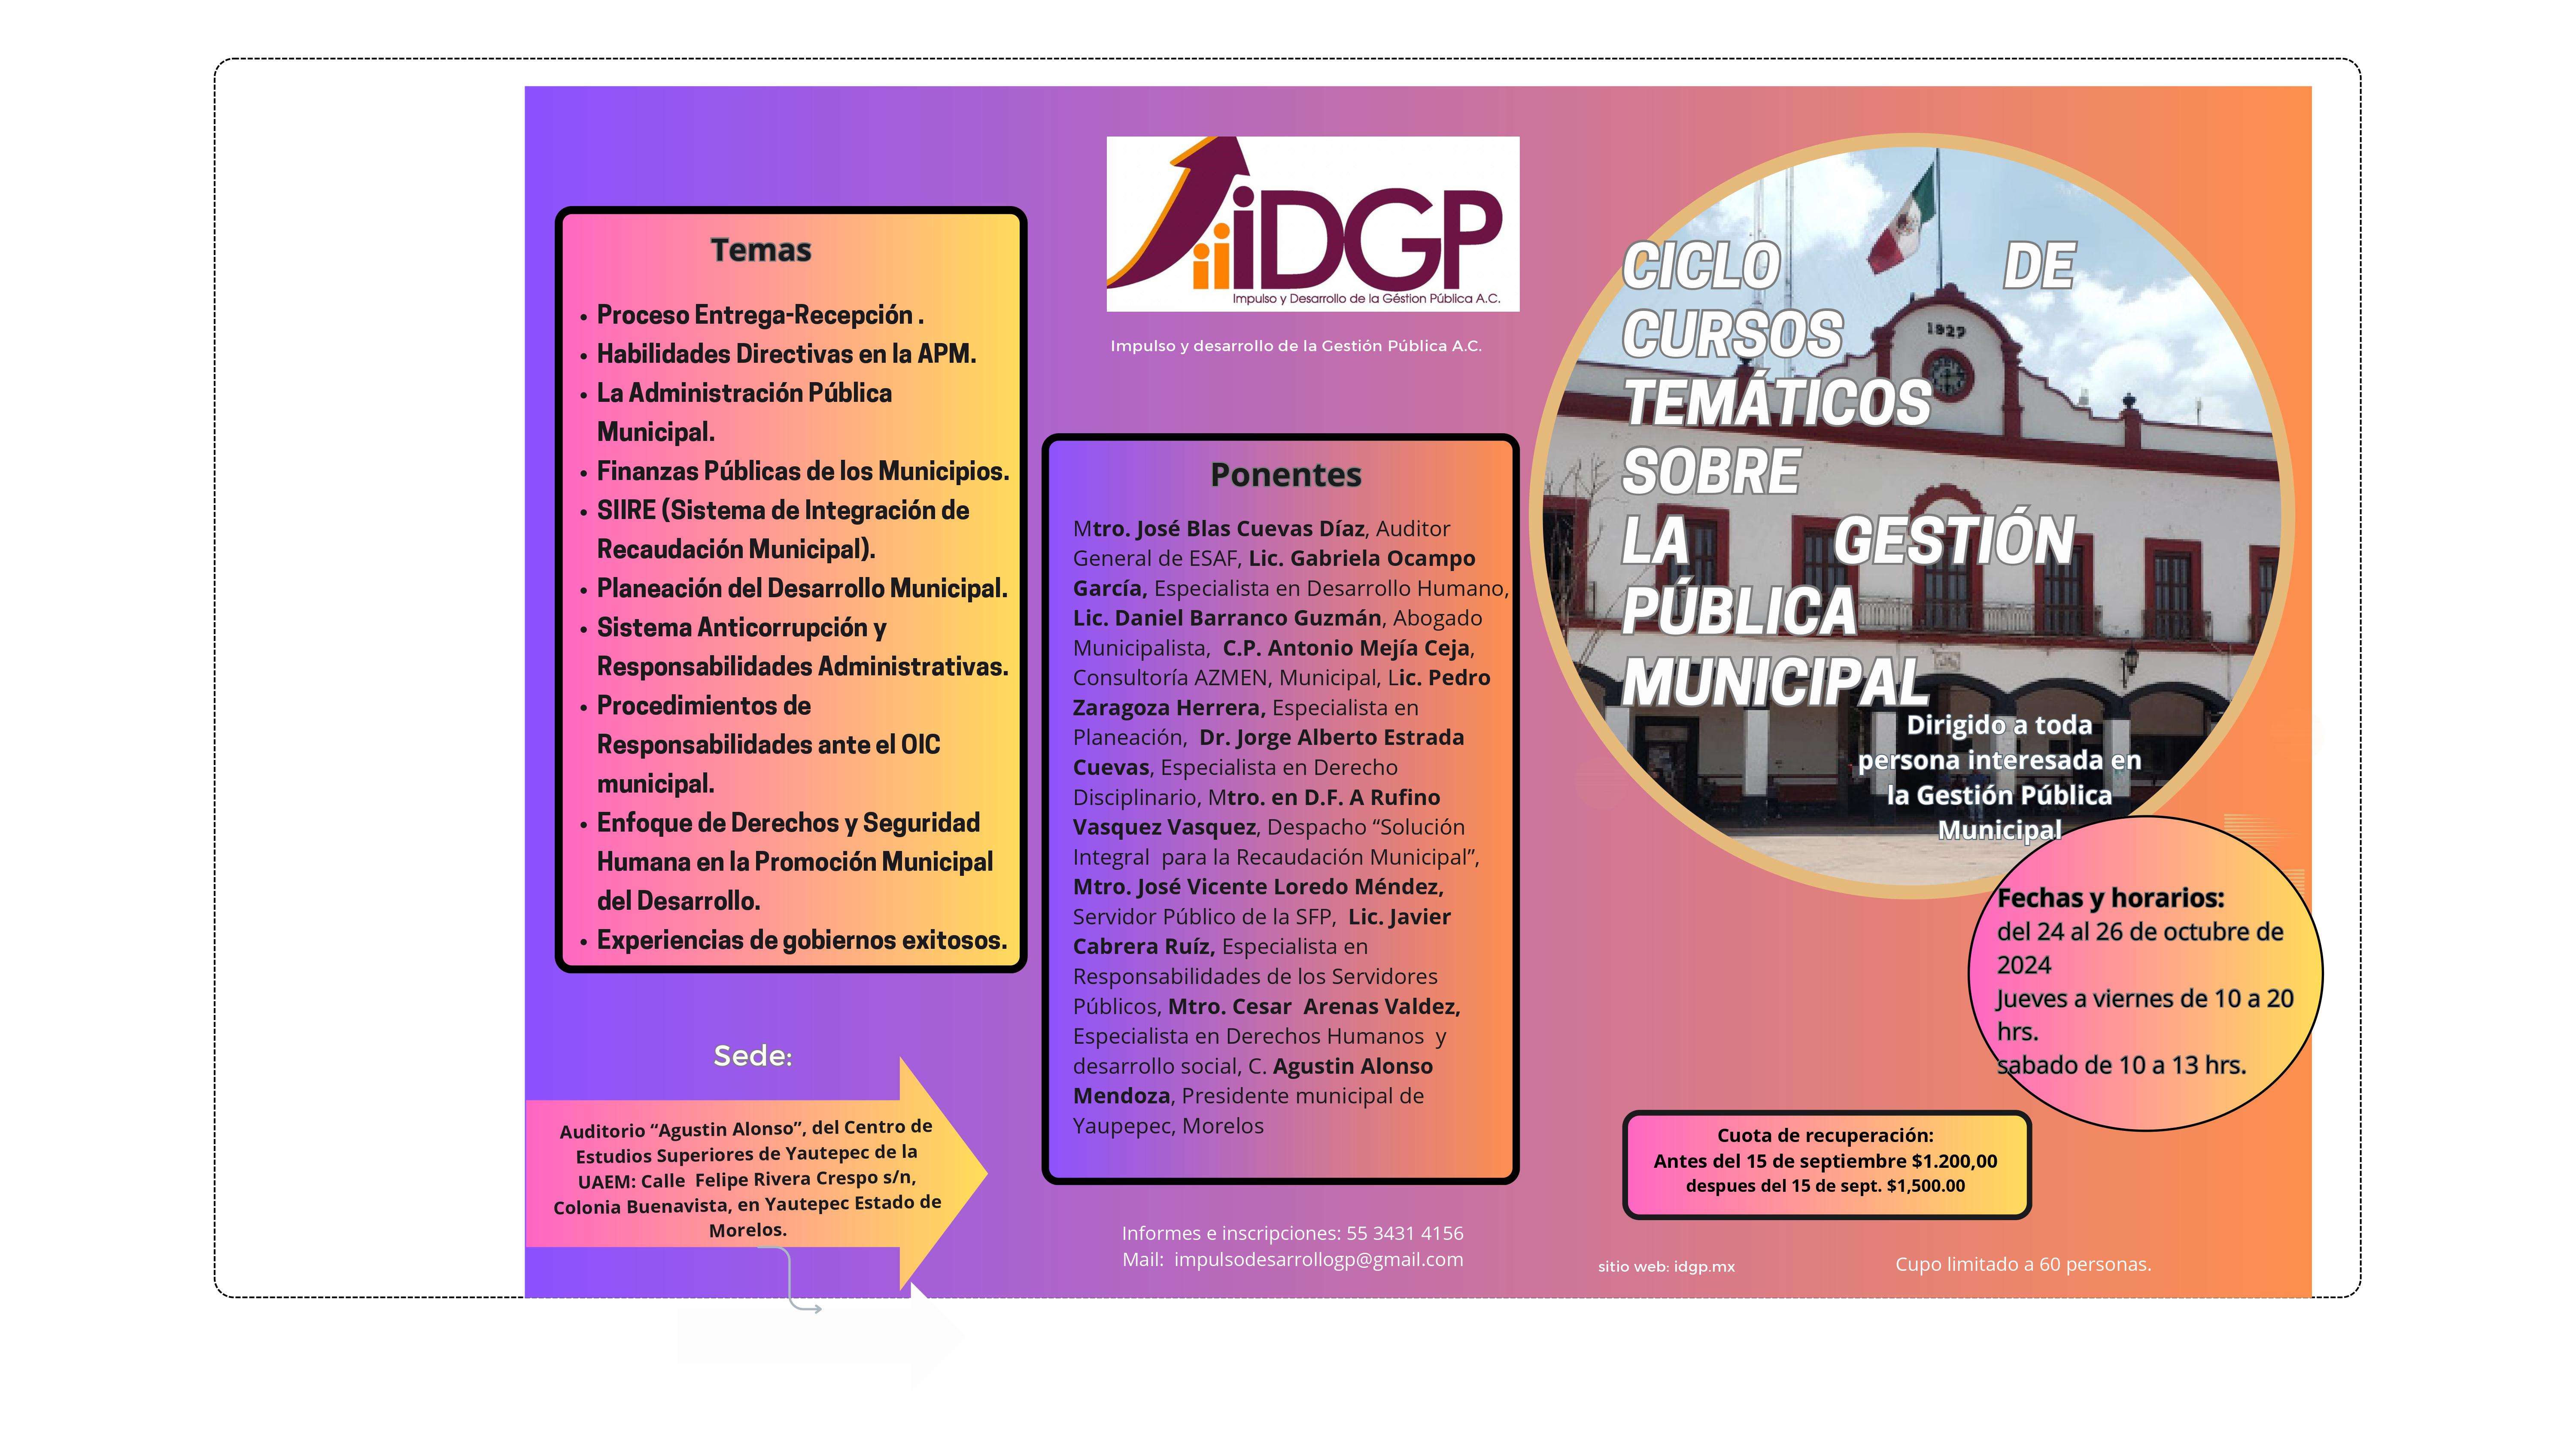 Temas
• Proceso Entrega-Recepción .
• Habilidades Directivas en la APM.
• La Administración Pública
Municipal.
• Finanzas Públicas de los Municipios.
• SIIRE (Sistema de Integración de
Recaudación Municipal).
• Planeación del Desarrollo Municipal.
• Sistema Anticorrupción y
Responsabilidades Administrativas.
• Procedimientos de
Responsabilidades ante el OIC
municipal.
• Enfoque de Derechos y Seguridad
Humana en la Promoción Municipal
del Desarrollo.
• Experiencias de gobiernos exitosos.
Sede:
Auditorio “Agustin Alonso”, del Centro de
Estudios Superiores de Yautepec de la
UAEM: Calle Felipe Rivera Crespo s/n,
Colonia Buenavista, en Yautepec Estado de
Morelos.
iiiDGP
Impulso y Desarrollo de la Géstion Pública A.C.
Impulso y desarrollo de la Gestión Pública A.C.
Ponentes
Mtro. José Blas Cuevas Díaz, Auditor
General de ESAF, Lic. Gabriela Ocampo
García, Especialista en Desarrollo Humano,
Lic. Daniel Barranco Guzmán, Abogado
Municipalista, C.P. Antonio Mejía Ceja,
Consultoría AZMEN, Municipal, Lic. Pedro
Zaragoza Herrera, Especialista en
Planeación, Dr. Jorge Alberto Estrada
Cuevas, Especialista en Derecho
Disciplinario, Mtro. en D.F. A Rufino
Vasquez Vasquez, Despacho “Solución
Integral para la Recaudación Municipal”,
Mtro. José Vicente Loredo Méndez,
Servidor Público de la SFP, Lic. Javier
Cabrera Ruíz, Especialista en
Responsabilidades de los Servidores
Públicos, Mtro. Cesar Arenas Valdez,
Especialista en Derechos Humanos y
desarrollo social, C. Agustin Alonso
Mendoza, Presidente municipal de
Yaupepec, Morelos
Informes e inscripciones: 55 3431 4156
Mail: impulsodesarrollogp@gmail.com
CICLO DE
CURSOS
TEMÁTICOS
SOBRE
LA GESTIÓN
PÚBLICA
MUNICIPAL
1927
Dirigido a toda
persona interesada en
la Gestión Pública
Municipal
Fechas y horarios:
del 24 al 26 de octubre de
2024
Jueves a viernes de 10 a 20
hrs.
sabado de 10 a 13 hrs.
Cuota de recuperación:
Antes del 15 de septiembre $1.200,00
despues del 15 de sept. $1,500.00
sitio web: idgp.mx
Cupo limitado a 60 personas.